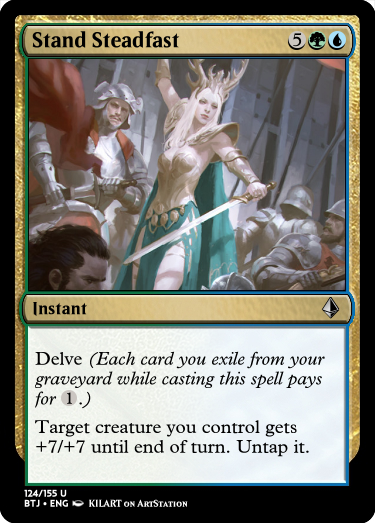 Stand Steadfast 5
Instant
Delve (Each card you exile from your
graveyard while casting this spell pays
for 1.)
Target creature you control gets
+7/+7 until end of turn. Untap it.
124/155 U
BTJ • ENG KILART ON ARTSTATION